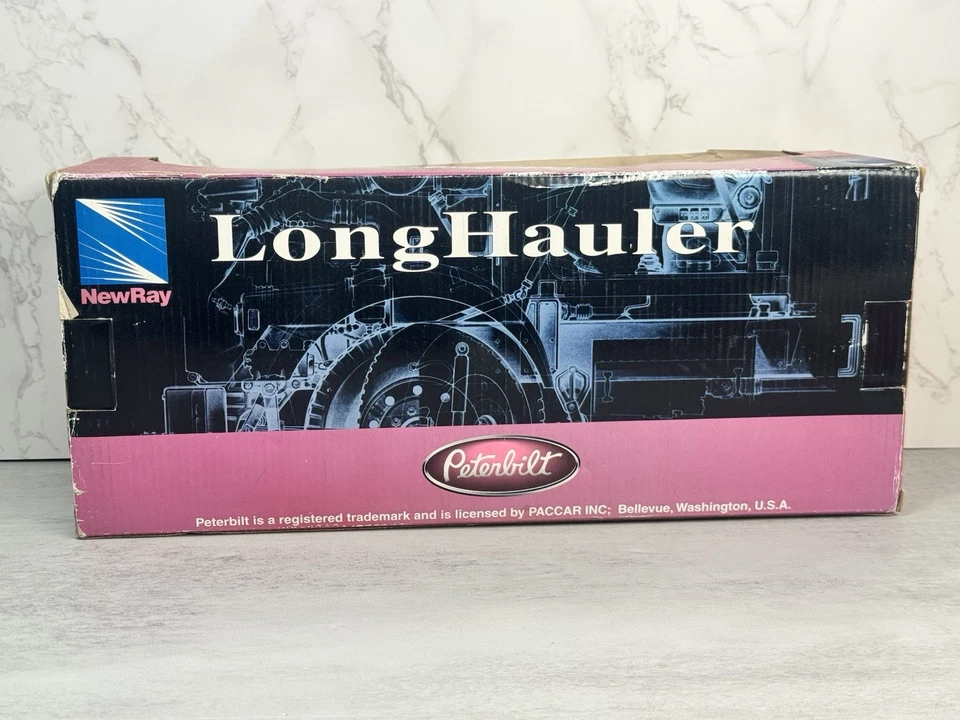 LongHauler
NewRay
Peterbilt
Peterbilt is a registered trademark and is licensed by PACCAR INC; Bellevue, Washington, U.S.A.